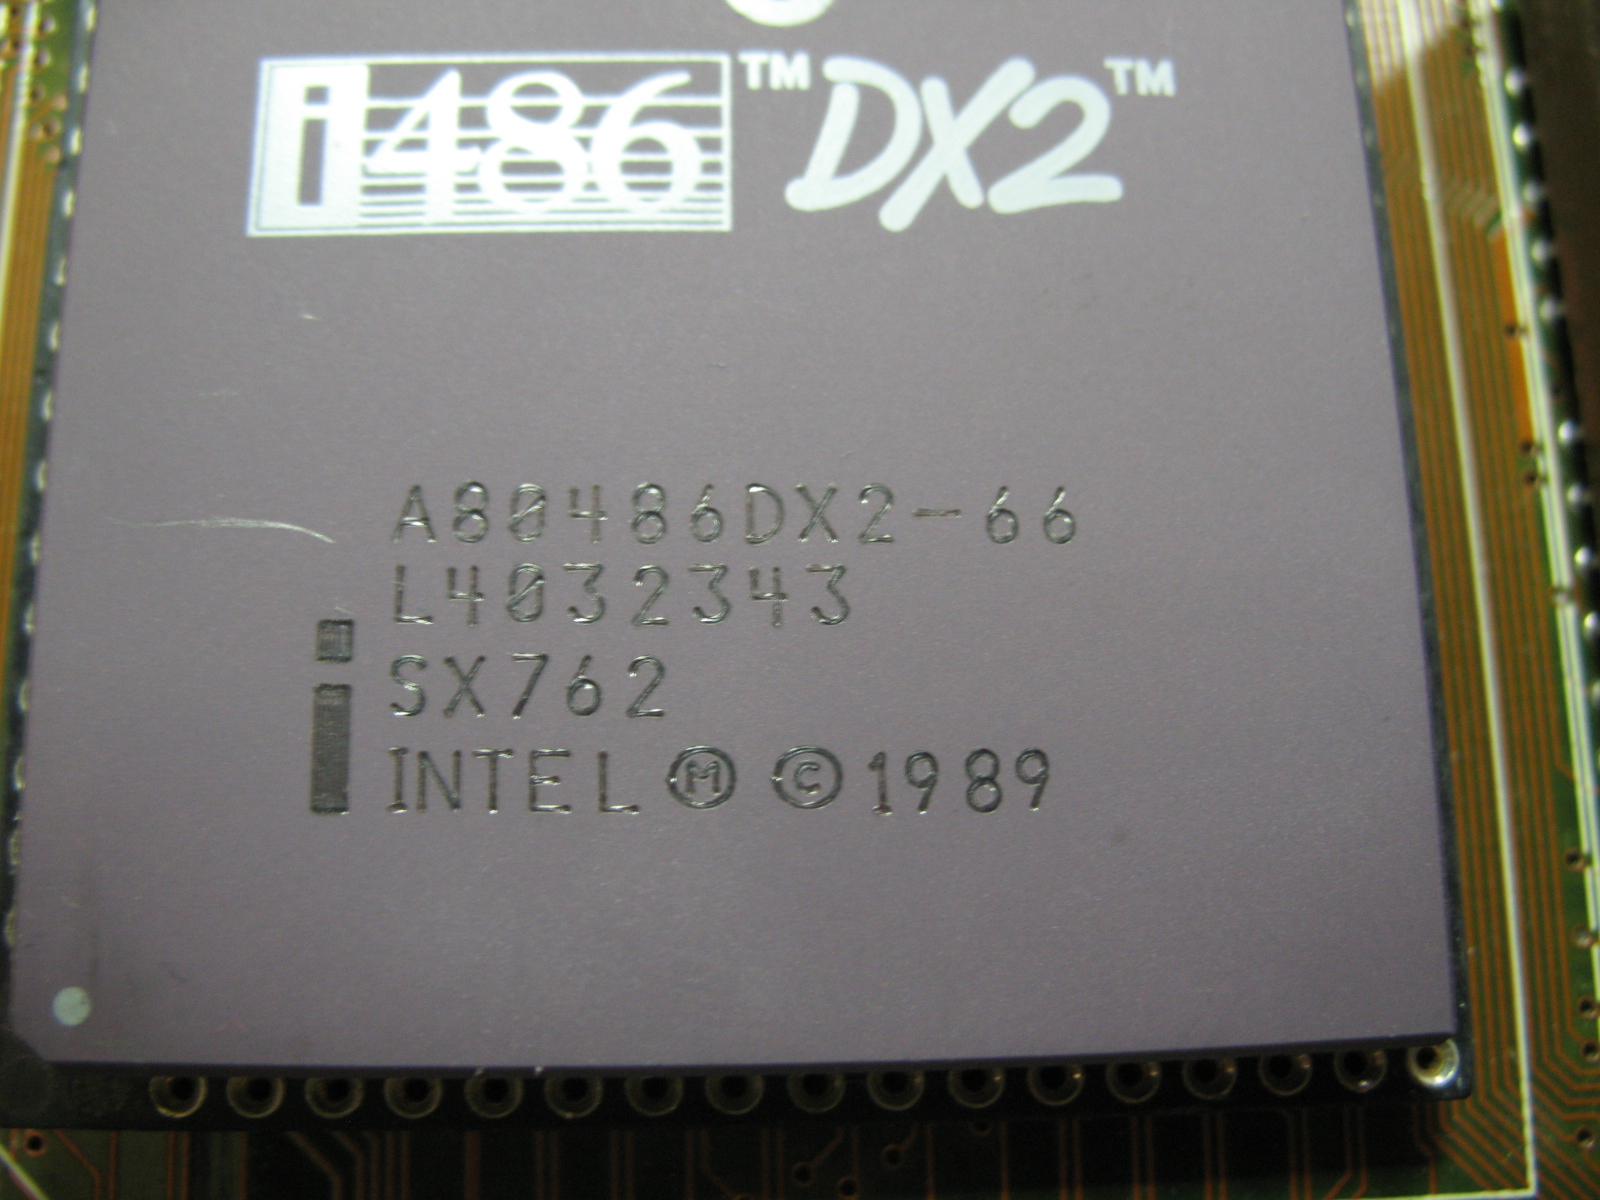 i486™ DX2™
A80486DX2-66
L4032343
SX762
INTEL Ⓜ © 1989